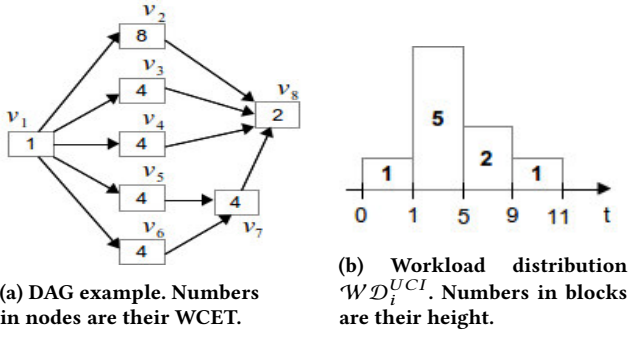 v2
8
v3
4
v1
1
v4
4
v8
2
v5
4
v6
4
v7
4
(a) DAG example. Numbers
in nodes are their WCET.
1
5
2
1
0 1 5 9 11 t
(b) Workload distribution
𝒲𝒟_i^{UCI}. Numbers in blocks
are their height.